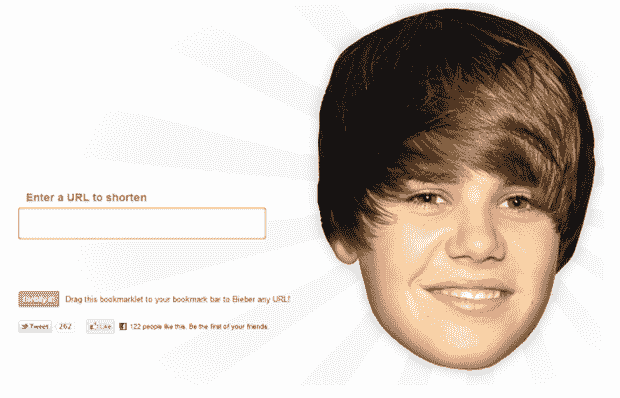 Enter a URL to shorten
Drag this bookmarklet to your bookmark bar to Bieber any URL!
Tweet 262 Like 122 people like this. Be the first of your friends.